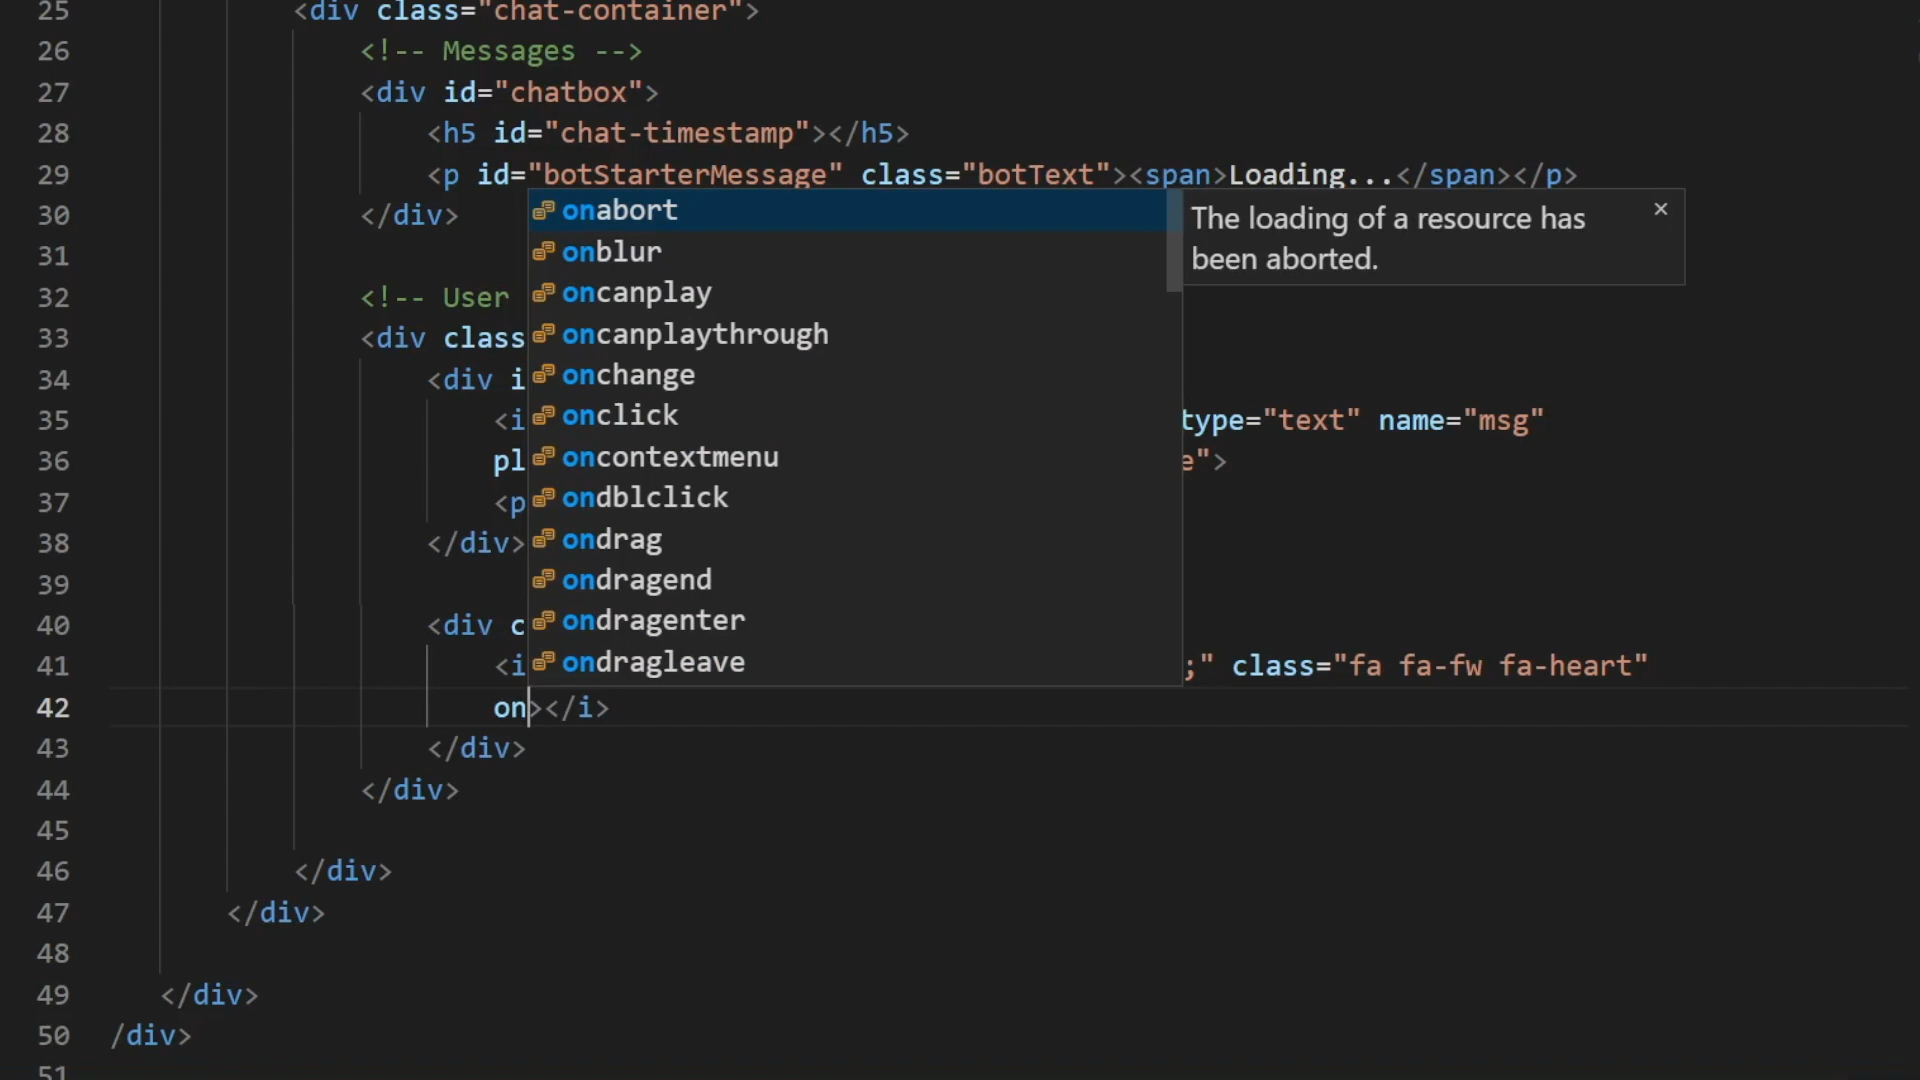 25 <div class="chat-container">
26 <!-- Messages -->
27 <div id="chatbox">
28 <h5 id="chat-timestamp"></h5>
29 <p id="botStarterMessage" class="botText"><span>Loading...</span></p>
30 </div>
31
32 <!-- User
33 <div class
34 <div i
35 <i type="text" name="msg"
36 pl e">
37 <p
38 </div>
39
40 <div c
41 <i ;" class="fa fa-fw fa-heart"
42 on></i>
43 </div>
44 </div>
45
46 </div>
47 </div>
48
49 </div>
50 /div>
51
onabort
onblur
oncanplay
oncanplaythrough
onchange
onclick
oncontextmenu
ondblclick
ondrag
ondragend
ondragenter
ondragleave
The loading of a resource has
been aborted.
×